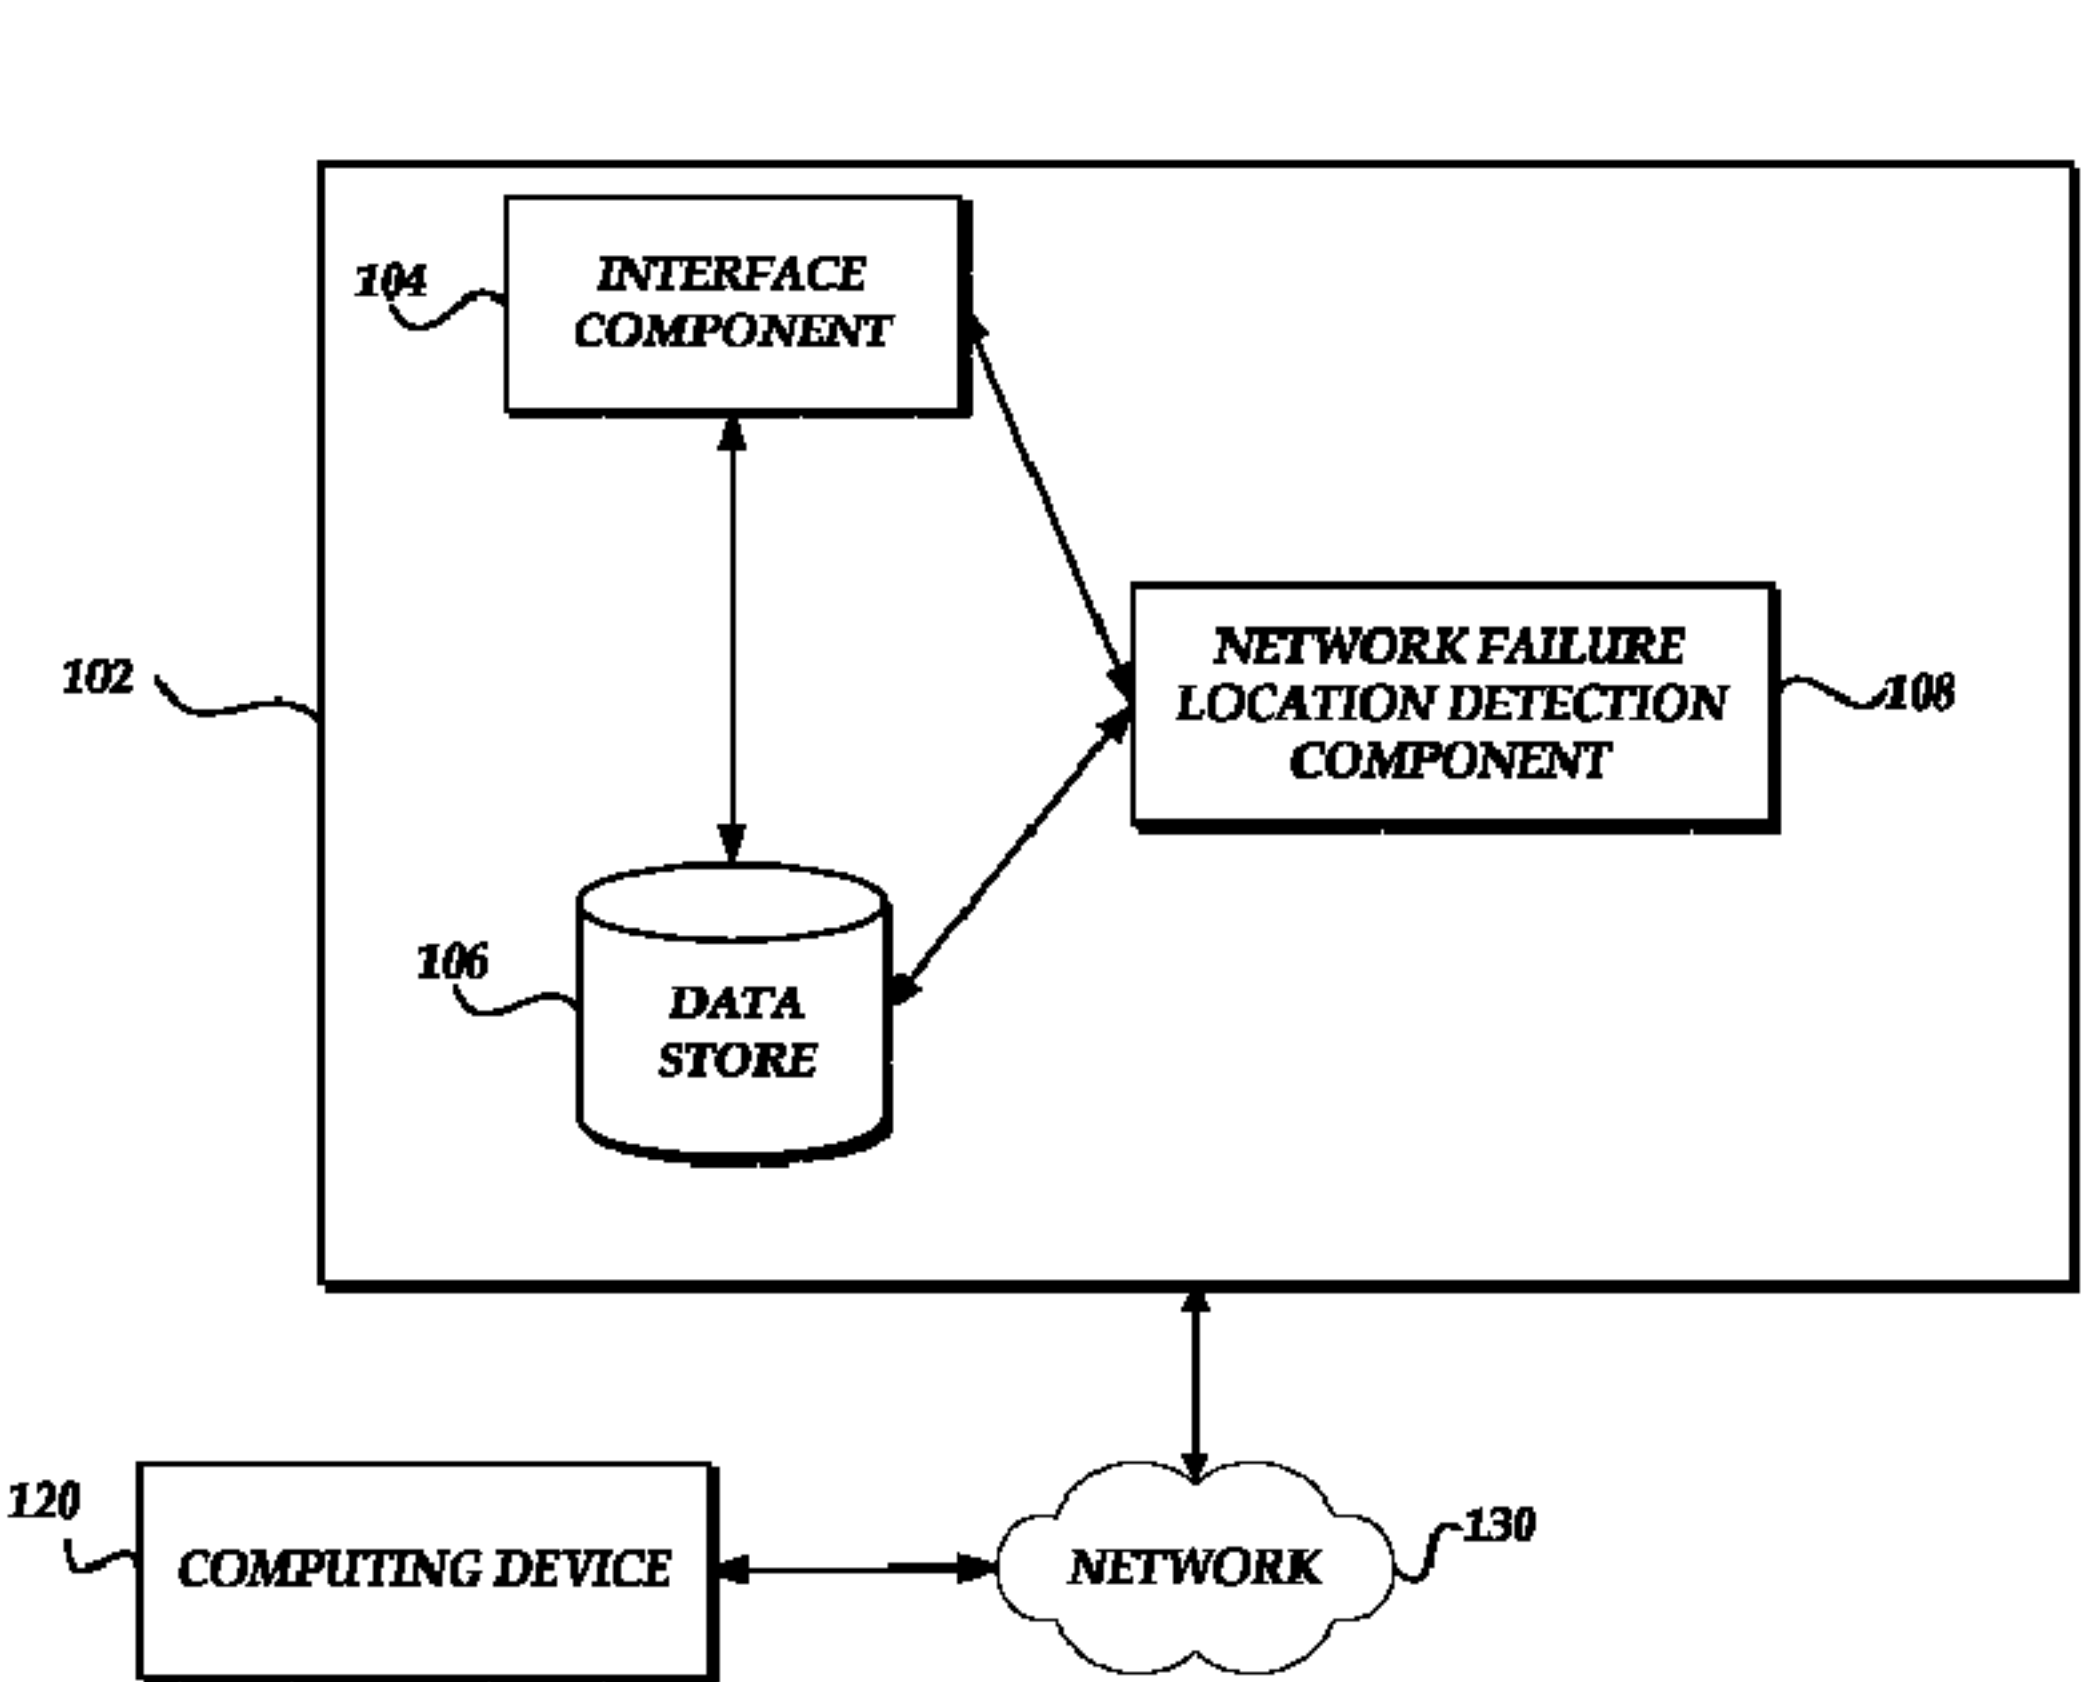 104
INTERFACE
COMPONENT
102
NETWORK FAILURE
LOCATION DETECTION
COMPONENT
108
106
DATA
STORE
120
COMPUTING DEVICE
NETWORK
130